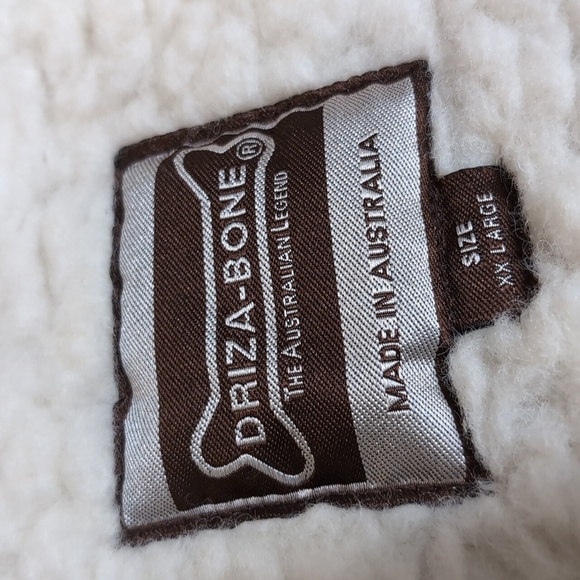 DRIZA-BONE®
THE AUSTRALIAN LEGEND
MADE IN AUSTRALIA
SIZE
XX LARGE